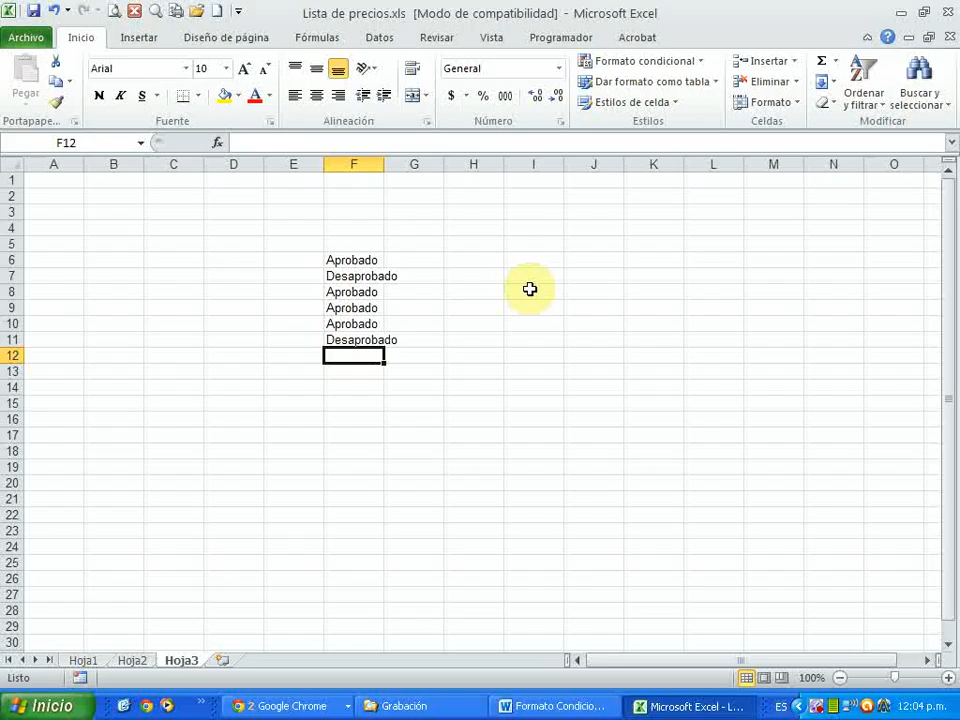 Lista de precios.xls [Modo de compatibilidad] - Microsoft Excel
Archivo Inicio Insertar Diseño de página Fórmulas Datos Revisar Vista Programador Acrobat
Pegar
Arial 10
N K S
General
$ % 000
Formato condicional
Dar formato como tabla
Estilos de celda
Insertar
Eliminar
Formato
Ordenar y filtrar
Buscar y seleccionar
Portapape... Fuente Alineación Número Estilos Celdas Modificar
F12 fx
A B C D E F G H I J K L M N O
1
2
3
4
5
6 Aprobado
7 Desaprobado
8 Aprobado
9 Aprobado
10 Aprobado
11 Desaprobado
12
13
14
15
16
17
18
19
20
21
22
23
24
25
26
27
28
29
30
Hoja1 Hoja2 Hoja3
Listo 100%
Inicio 2 Google Chrome Grabación Formato Condicio... Microsoft Excel - L... ES 12:04 p.m.